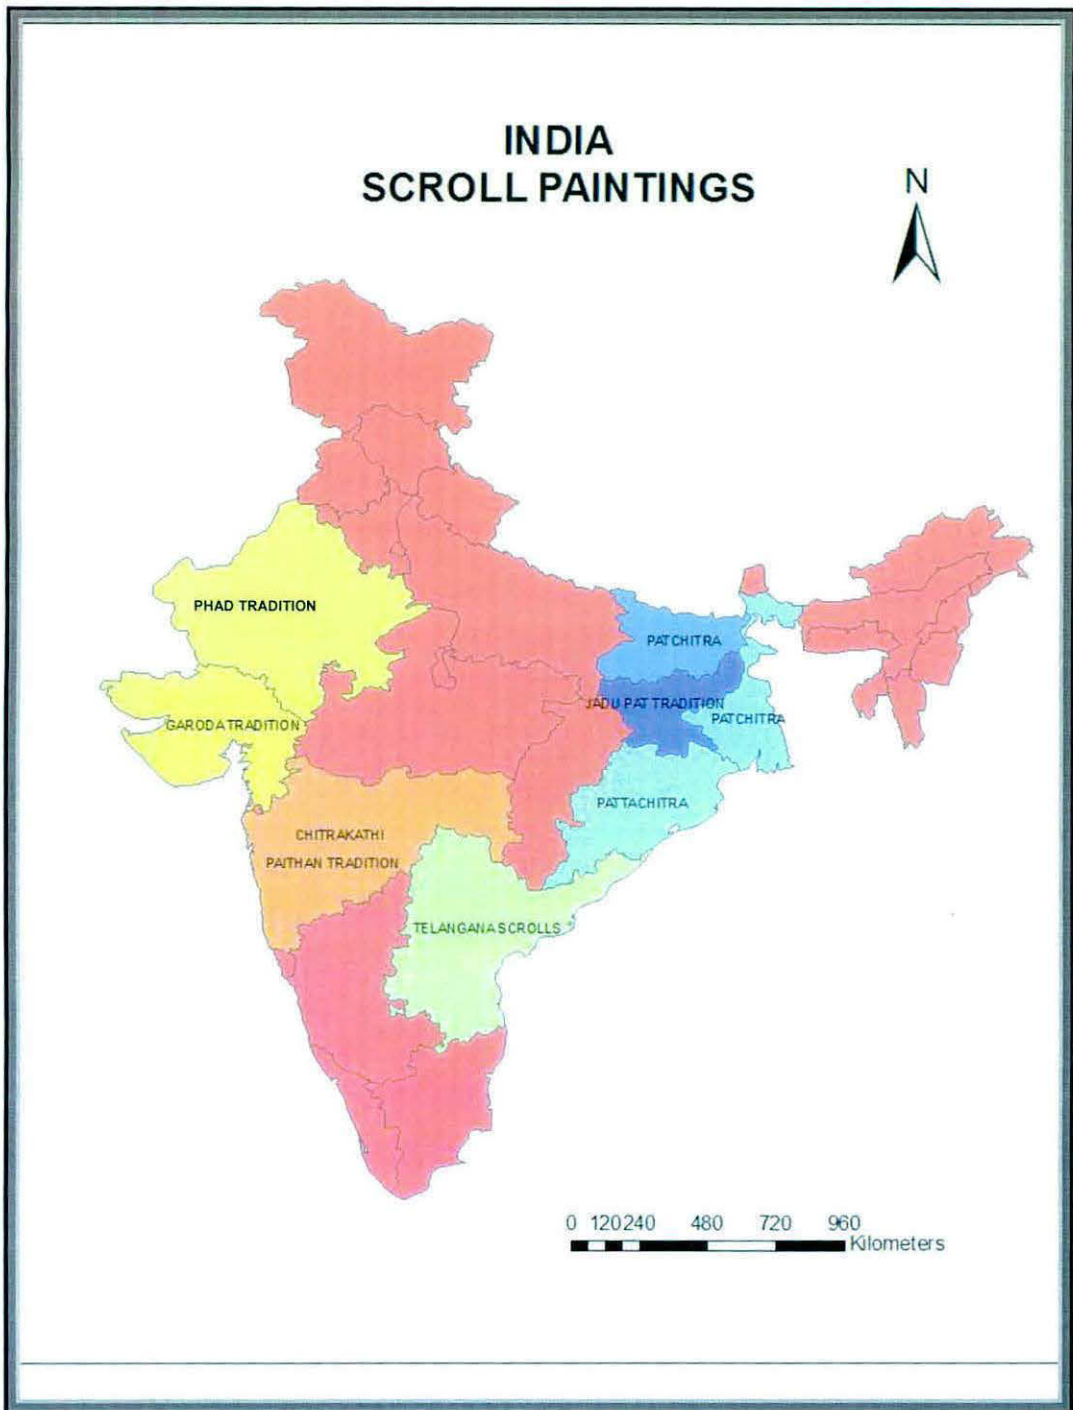 INDIA
SCROLL PAINTINGS
N
PHAD TRADITION
PATCHITRA
JADU PAT TRADITION
GARODA TRADITION
PATCHITRA
PATTACHITRA
CHITRAKATHI
PAITHAN TRADITION
TELANGANA SCROLLS
0 120 240 480 720 960
Kilometers